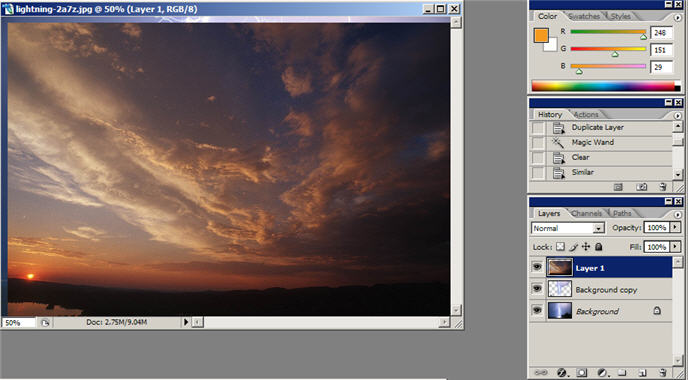 lightning-2a7z.jpg @ 50% (Layer 1, RGB/8)
50%
Doc: 2.75M/9.04M
Color Swatches Styles
R 248
G 151
B 29
History Actions
Duplicate Layer
Magic Wand
Clear
Similar
Layers Channels Paths
Normal Opacity: 100%
Lock: Fill: 100%
Layer 1
Background copy
Background